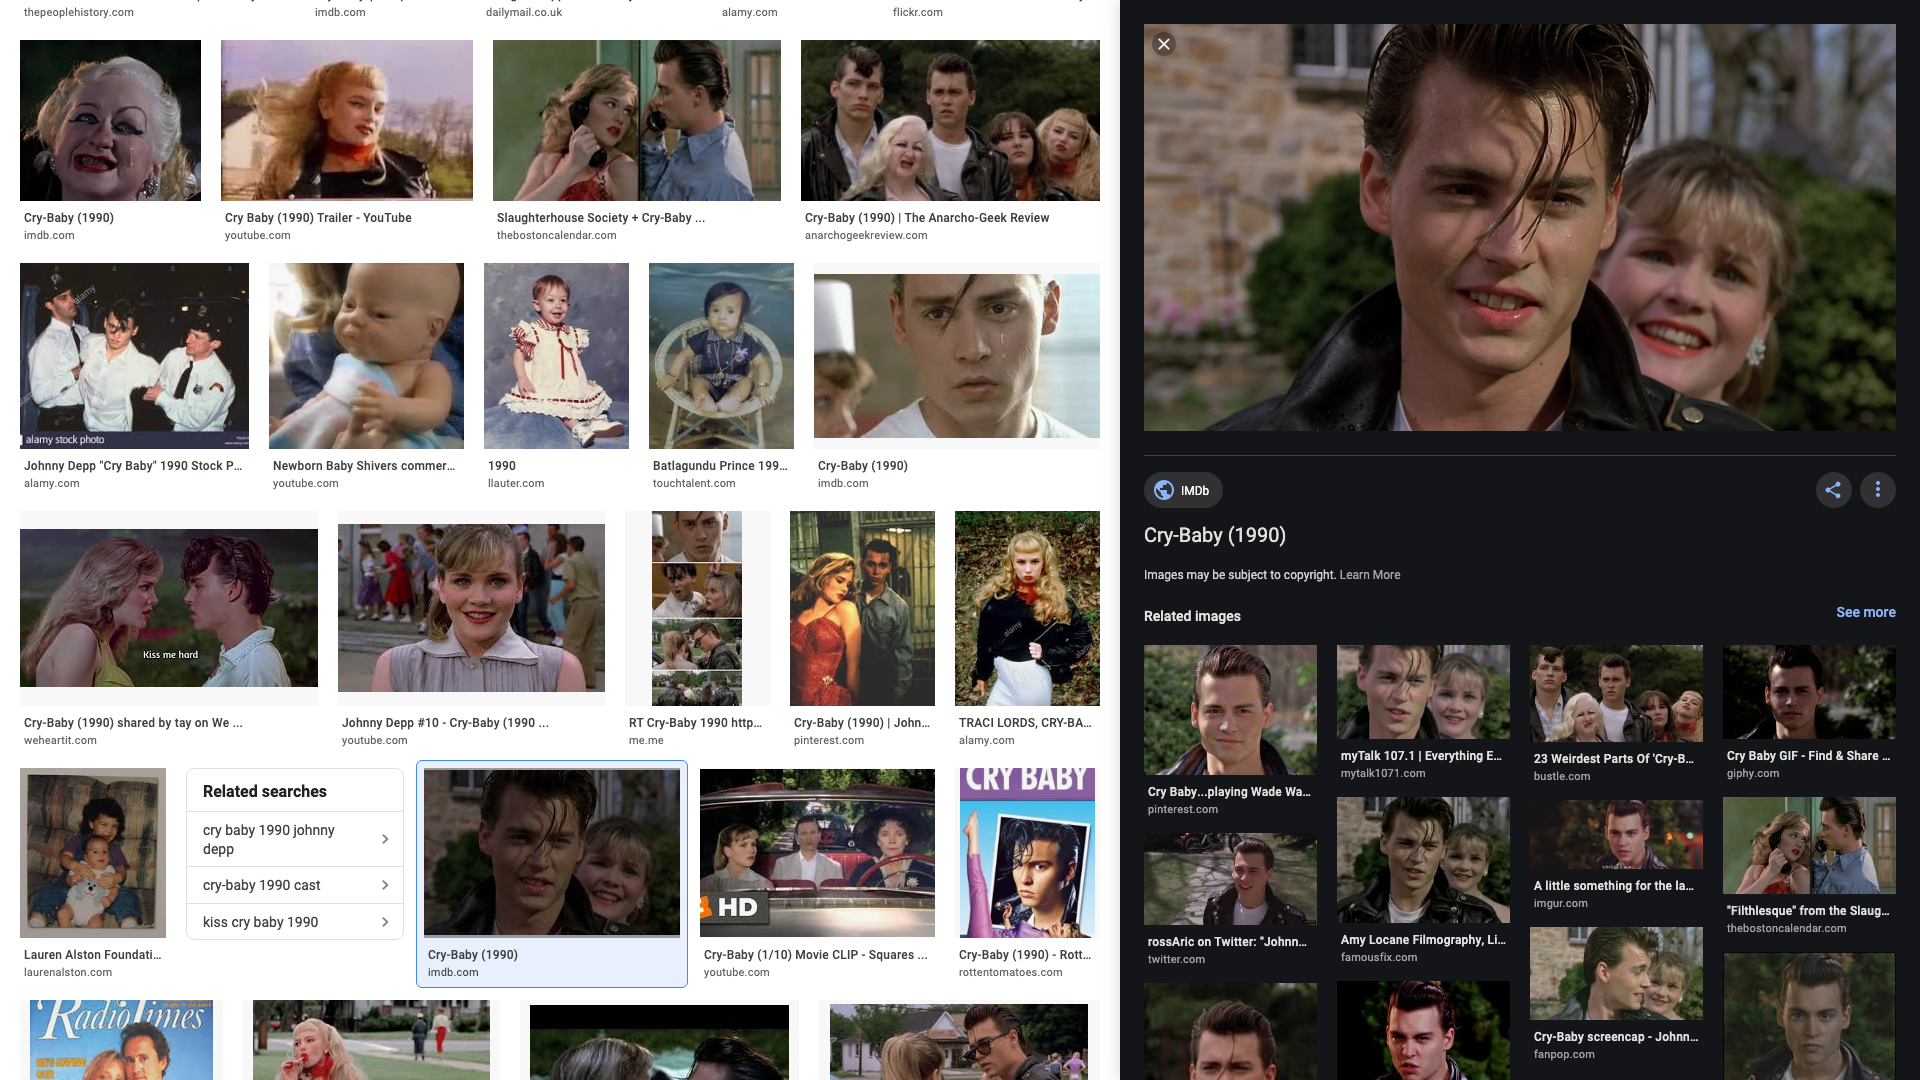 thepeoplehistory.com
imdb.com
dailymail.co.uk
alamy.com
flickr.com
Cry-Baby (1990)
imdb.com
Cry Baby (1990) Trailer - YouTube
youtube.com
Slaughterhouse Society + Cry-Baby ...
thebostoncalendar.com
Cry-Baby (1990) | The Anarcho-Geek Review
anarchogeekreview.com
alamy
alamy stock photo
Johnny Depp "Cry Baby" 1990 Stock P...
alamy.com
Newborn Baby Shivers commer...
youtube.com
1990
llauter.com
Batlagundu Prince 199...
touchtalent.com
Cry-Baby (1990)
imdb.com
Kiss me hard
Cry-Baby (1990) shared by tay on We ...
weheartit.com
Johnny Depp #10 - Cry-Baby (1990 ...
youtube.com
RT Cry-Baby 1990 http...
me.me
Cry-Baby (1990) | John...
pinterest.com
alamy
TRACI LORDS, CRY-BA...
alamy.com
Lauren Alston Foundati...
laurenalston.com
Related searches
cry baby 1990 johnny
depp
cry-baby 1990 cast
kiss cry baby 1990
Cry-Baby (1990)
imdb.com
HD
Cry-Baby (1/10) Movie CLIP - Squares ...
youtube.com
CRY BABY
Cry-Baby (1990) - Rott...
rottentomatoes.com
RadioTimes
IMDb
Cry-Baby (1990)
Images may be subject to copyright. Learn More
Related images
See more
Cry Baby...playing Wade Wa...
pinterest.com
myTalk 107.1 | Everything E...
mytalk1071.com
23 Weirdest Parts Of 'Cry-B...
bustle.com
Cry Baby GIF - Find & Share ...
giphy.com
rossAric on Twitter: "Johnn...
twitter.com
Amy Locane Filmography, Li...
famousfix.com
A little something for the la...
imgur.com
"Filthlesque" from the Slaug...
thebostoncalendar.com
Cry-Baby screencap - Johnn...
fanpop.com